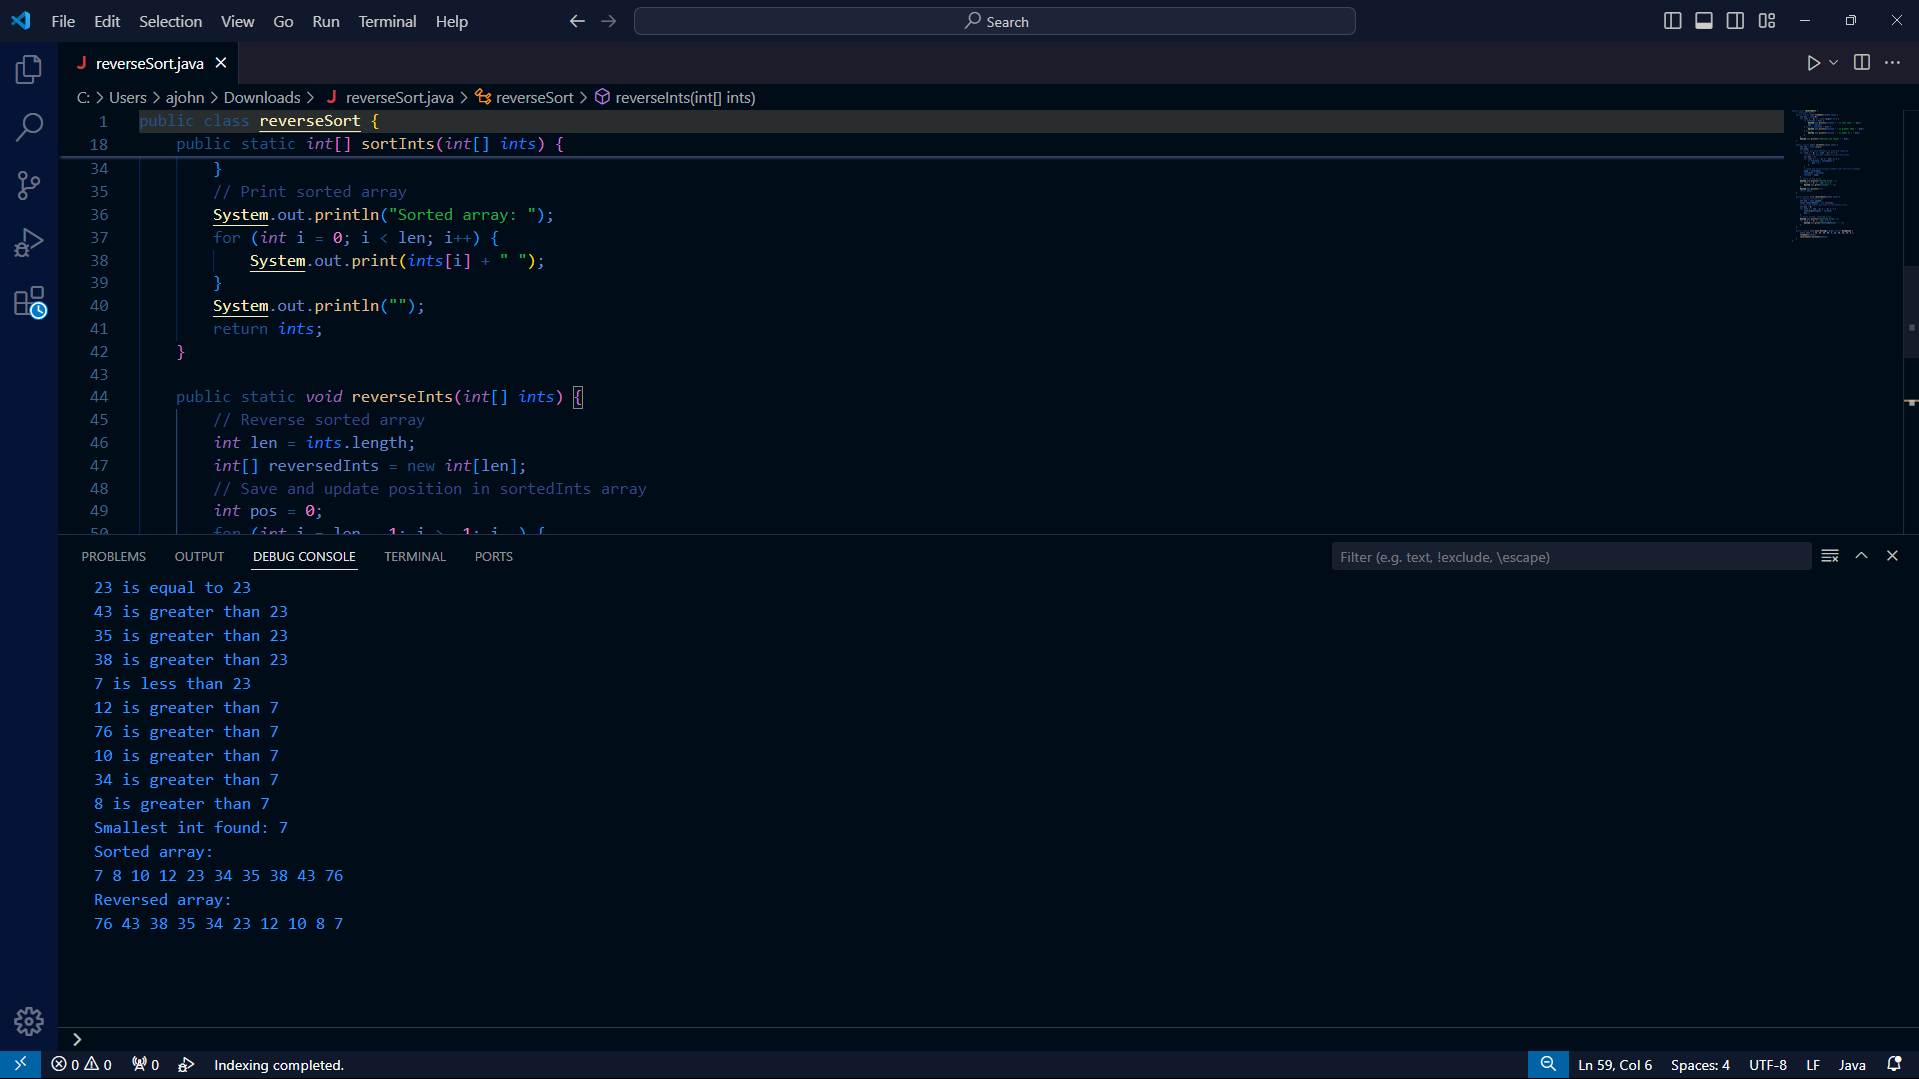 File Edit Selection View Go Run Terminal Help Search
J reverseSort.java
C: > Users > ajohn > Downloads > J reverseSort.java > reverseSort > reverseInts(int[] ints)
1 public class reverseSort {
18 public static int[] sortInts(int[] ints) {
34 }
35 // Print sorted array
36 System.out.println("Sorted array: ");
37 for (int i = 0; i < len; i++) {
38 System.out.print(ints[i] + " ");
39 }
40 System.out.println("");
41 return ints;
42 }
43
44 public static void reverseInts(int[] ints) {
45 // Reverse sorted array
46 int len = ints.length;
47 int[] reversedInts = new int[len];
48 // Save and update position in sortedInts array
49 int pos = 0;
50 for (int i = len - 1; i > -1; i--) {
PROBLEMS OUTPUT DEBUG CONSOLE TERMINAL PORTS Filter (e.g. text, !exclude, \escape)
23 is equal to 23
43 is greater than 23
35 is greater than 23
38 is greater than 23
7 is less than 23
12 is greater than 7
76 is greater than 7
10 is greater than 7
34 is greater than 7
8 is greater than 7
Smallest int found: 7
Sorted array:
7 8 10 12 23 34 35 38 43 76
Reversed array:
76 43 38 35 34 23 12 10 8 7
>
0 0 0 Indexing completed. Ln 59, Col 6 Spaces: 4 UTF-8 LF Java